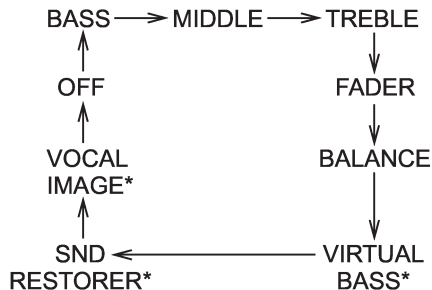 BASS MIDDLE TREBLE
OFF FADER
VOCAL
IMAGE* BALANCE
SND
RESTORER* VIRTUAL
BASS*